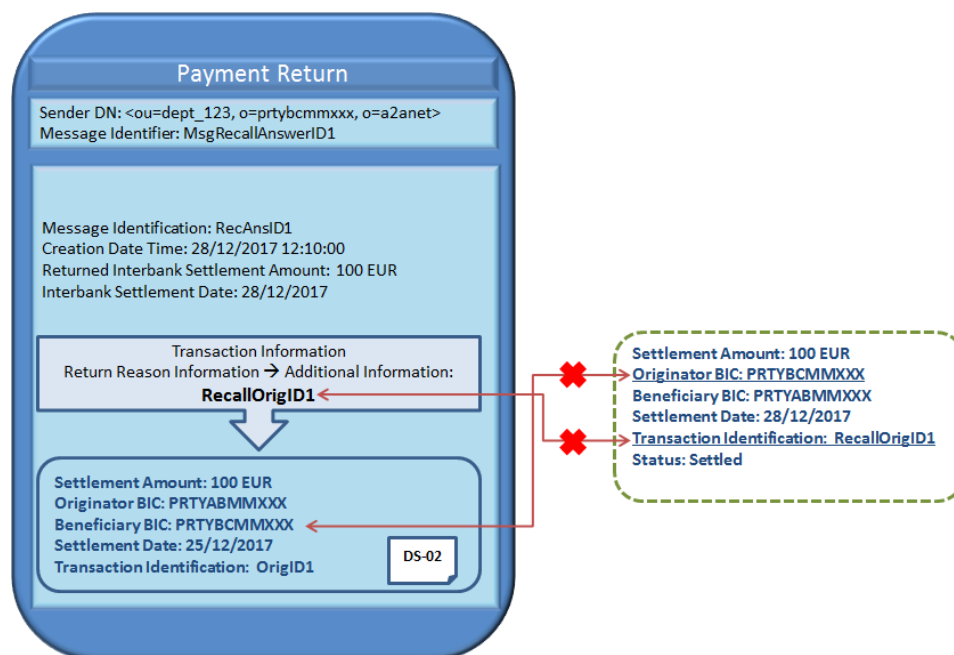 Payment Return
Sender DN: <ou=dept_123, o=prtybcmmxxx, o=a2anet>
Message Identifier: MsgRecallAnswerID1
Message Identification: RecAnsID1
Creation Date Time: 28/12/2017 12:10:00
Returned Interbank Settlement Amount: 100 EUR
Interbank Settlement Date: 28/12/2017
Transaction Information
Return Reason Information → Additional Information:
RecallOrigID1
Settlement Amount: 100 EUR
Originator BIC: PRTYABMMXXX
Beneficiary BIC: PRTYBCMMXXX
Settlement Date: 25/12/2017
Transaction Identification: OrigID1
DS-02
Settlement Amount: 100 EUR
Originator BIC: PRTYBCMMXXX
Beneficiary BIC: PRTYABMMXXX
Settlement Date: 28/12/2017
Transaction Identification: RecallOrigID1
Status: Settled